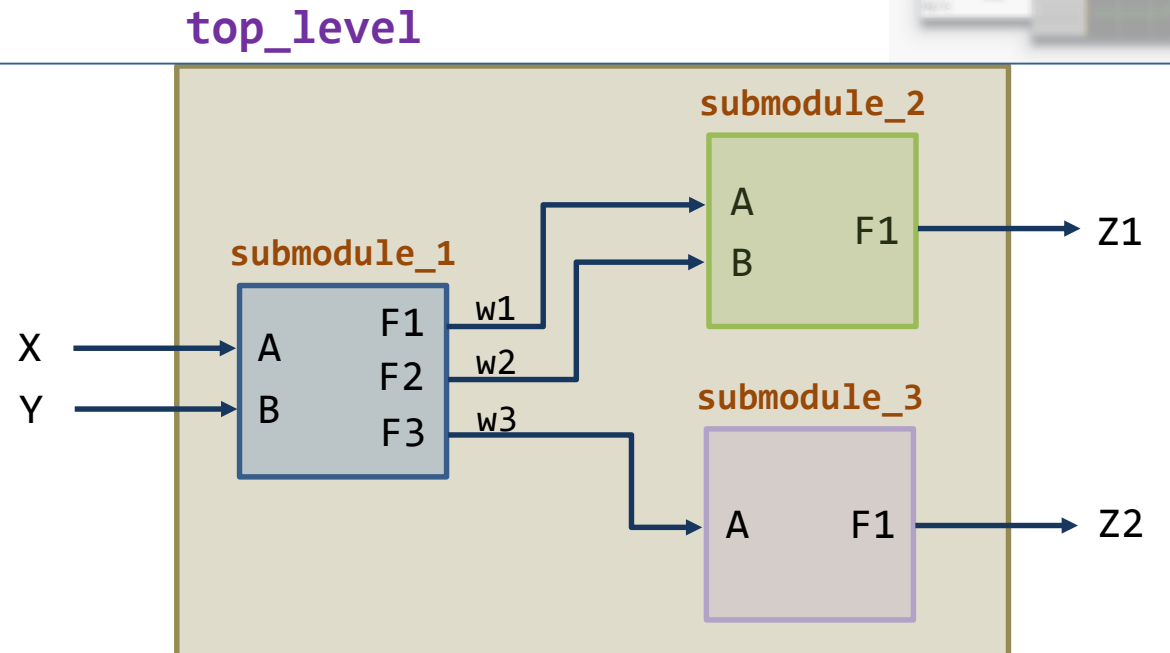 top_level
submodule_2
A
F1
B
Z1
submodule_1
X
Y
A
B
F1
F2
F3
w1
w2
w3
submodule_3
A
F1
Z2